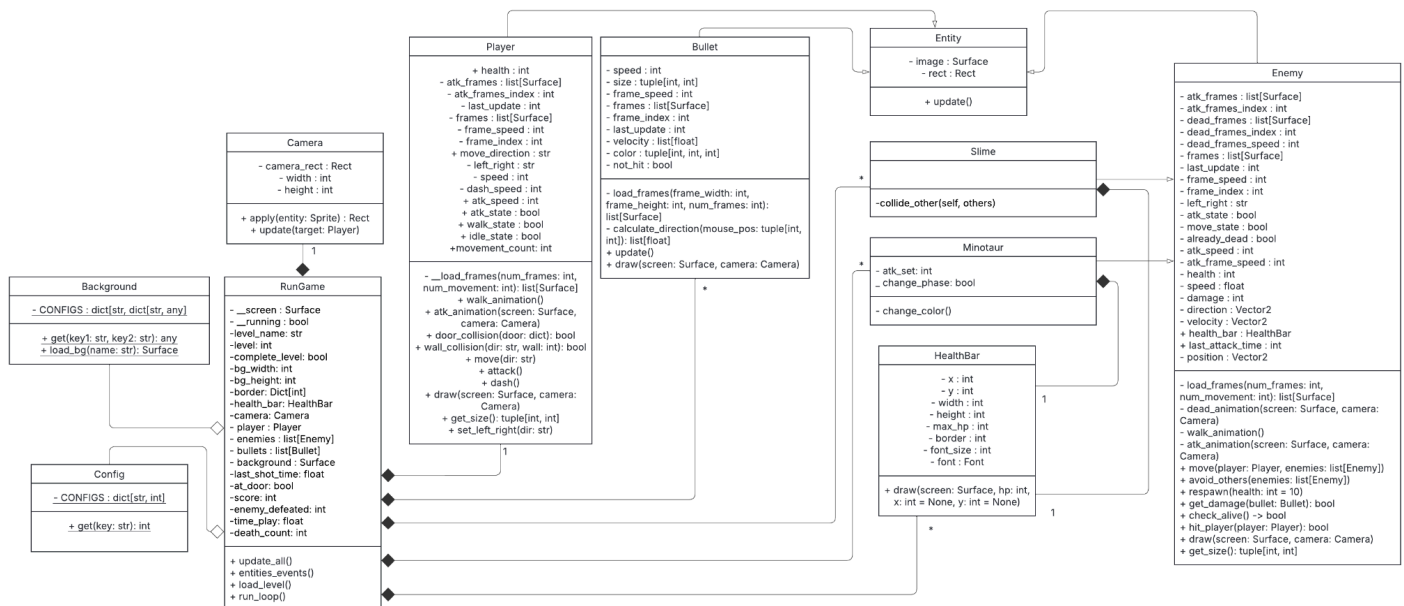 Player
+ health : int
- atk_frames : list[Surface]
- atk_frames_index : int
- last_update : int
- frames : list[Surface]
- frame_speed : int
- frame_index : int
+ move_direction : str
- left_right : str
- speed : int
- dash_speed : int
+ atk_speed : int
+ atk_state : bool
+ walk_state : bool
+ idle_state : bool
+movement_count: int
- __load_frames(num_frames: int,
num_movement: int): list[Surface]
+ walk_animation()
+ atk_animation(screen: Surface,
camera: Camera)
+ door_collision(door: dict): bool
+ wall_collision(dir: str, wall: int): bool
+ move(dir: str)
+ attack()
+ dash()
+ draw(screen: Surface, camera:
Camera)
+ get_size(): tuple[int, int]
+ set_left_right(dir: str)
1
Bullet
- speed : int
- size : tuple[int, int]
- frame_speed : int
- frames : list[Surface]
- frame_index : int
- last_update : int
- velocity : list[float]
- color : tuple[int, int, int]
- not_hit : bool
- load_frames(frame_width: int,
frame_height: int, num_frames: int):
list[Surface]
- calculate_direction(mouse_pos: tuple[int,
int]): list[float]
+ update()
+ draw(screen: Surface, camera: Camera)
*
Entity
- image : Surface
- rect : Rect
+ update()
Enemy
- atk_frames : list[Surface]
- atk_frames_index : int
- dead_frames : list[Surface]
- dead_frames_index : int
- dead_frames_speed : int
- frames : list[Surface]
- last_update : int
- frame_speed : int
- frame_index : int
- left_right : str
- atk_state : bool
- move_state : bool
- already_dead : bool
- atk_speed : int
- atk_frame_speed : int
- health : int
- speed : float
- damage : int
- direction : Vector2
- velocity : Vector2
+ health_bar : HealthBar
+ last_attack_time : int
- position : Vector2
- load_frames(num_frames: int,
num_movement: int): list[Surface]
- dead_animation(screen: Surface, camera:
Camera)
- walk_animation()
- atk_animation(screen: Surface, camera:
Camera)
+ move(player: Player, enemies: list[Enemy])
+ avoid_others(enemies: list[Enemy])
+ respawn(health: int = 10)
+ get_damage(bullet: Bullet): bool
+ check_alive() -> bool
+ hit_player(player: Player): bool
+ draw(screen: Surface, camera: Camera)
+ get_size(): tuple[int, int]
Camera
- camera_rect : Rect
- width : int
- height : int
+ apply(entity: Sprite) : Rect
+ update(target: Player)
1
Slime
*
-collide_other(self, others)
Minotaur
*
- atk_set: int
_ change_phase: bool
- change_color()
Background
- CONFIGS : dict[str, dict[str, any]
+ get(key1: str, key2: str): any
+ load_bg(name: str): Surface
RunGame
- __screen : Surface
- __running : bool
-level_name: str
-level: int
-complete_level: bool
-bg_width: int
-bg_height: int
-border: Dict[int]
-health_bar: HealthBar
-camera: Camera
- player : Player
- enemies : list[Enemy]
- bullets : list[Bullet]
- background : Surface
-last_shot_time: float
-at_door: bool
-score: int
-enemy_defeated: int
-time_play: float
-death_count: int
+ update_all()
+ entities_events()
+ load_level()
+ run_loop()
Config
- CONFIGS : dict[str, int]
+ get(key: str): int
HealthBar
- x : int
- y : int
- width : int
- height : int
- max_hp : int
- border : int
- font_size : int
- font : Font
+ draw(screen: Surface, hp: int,
x: int = None, y: int = None)
1
1
*